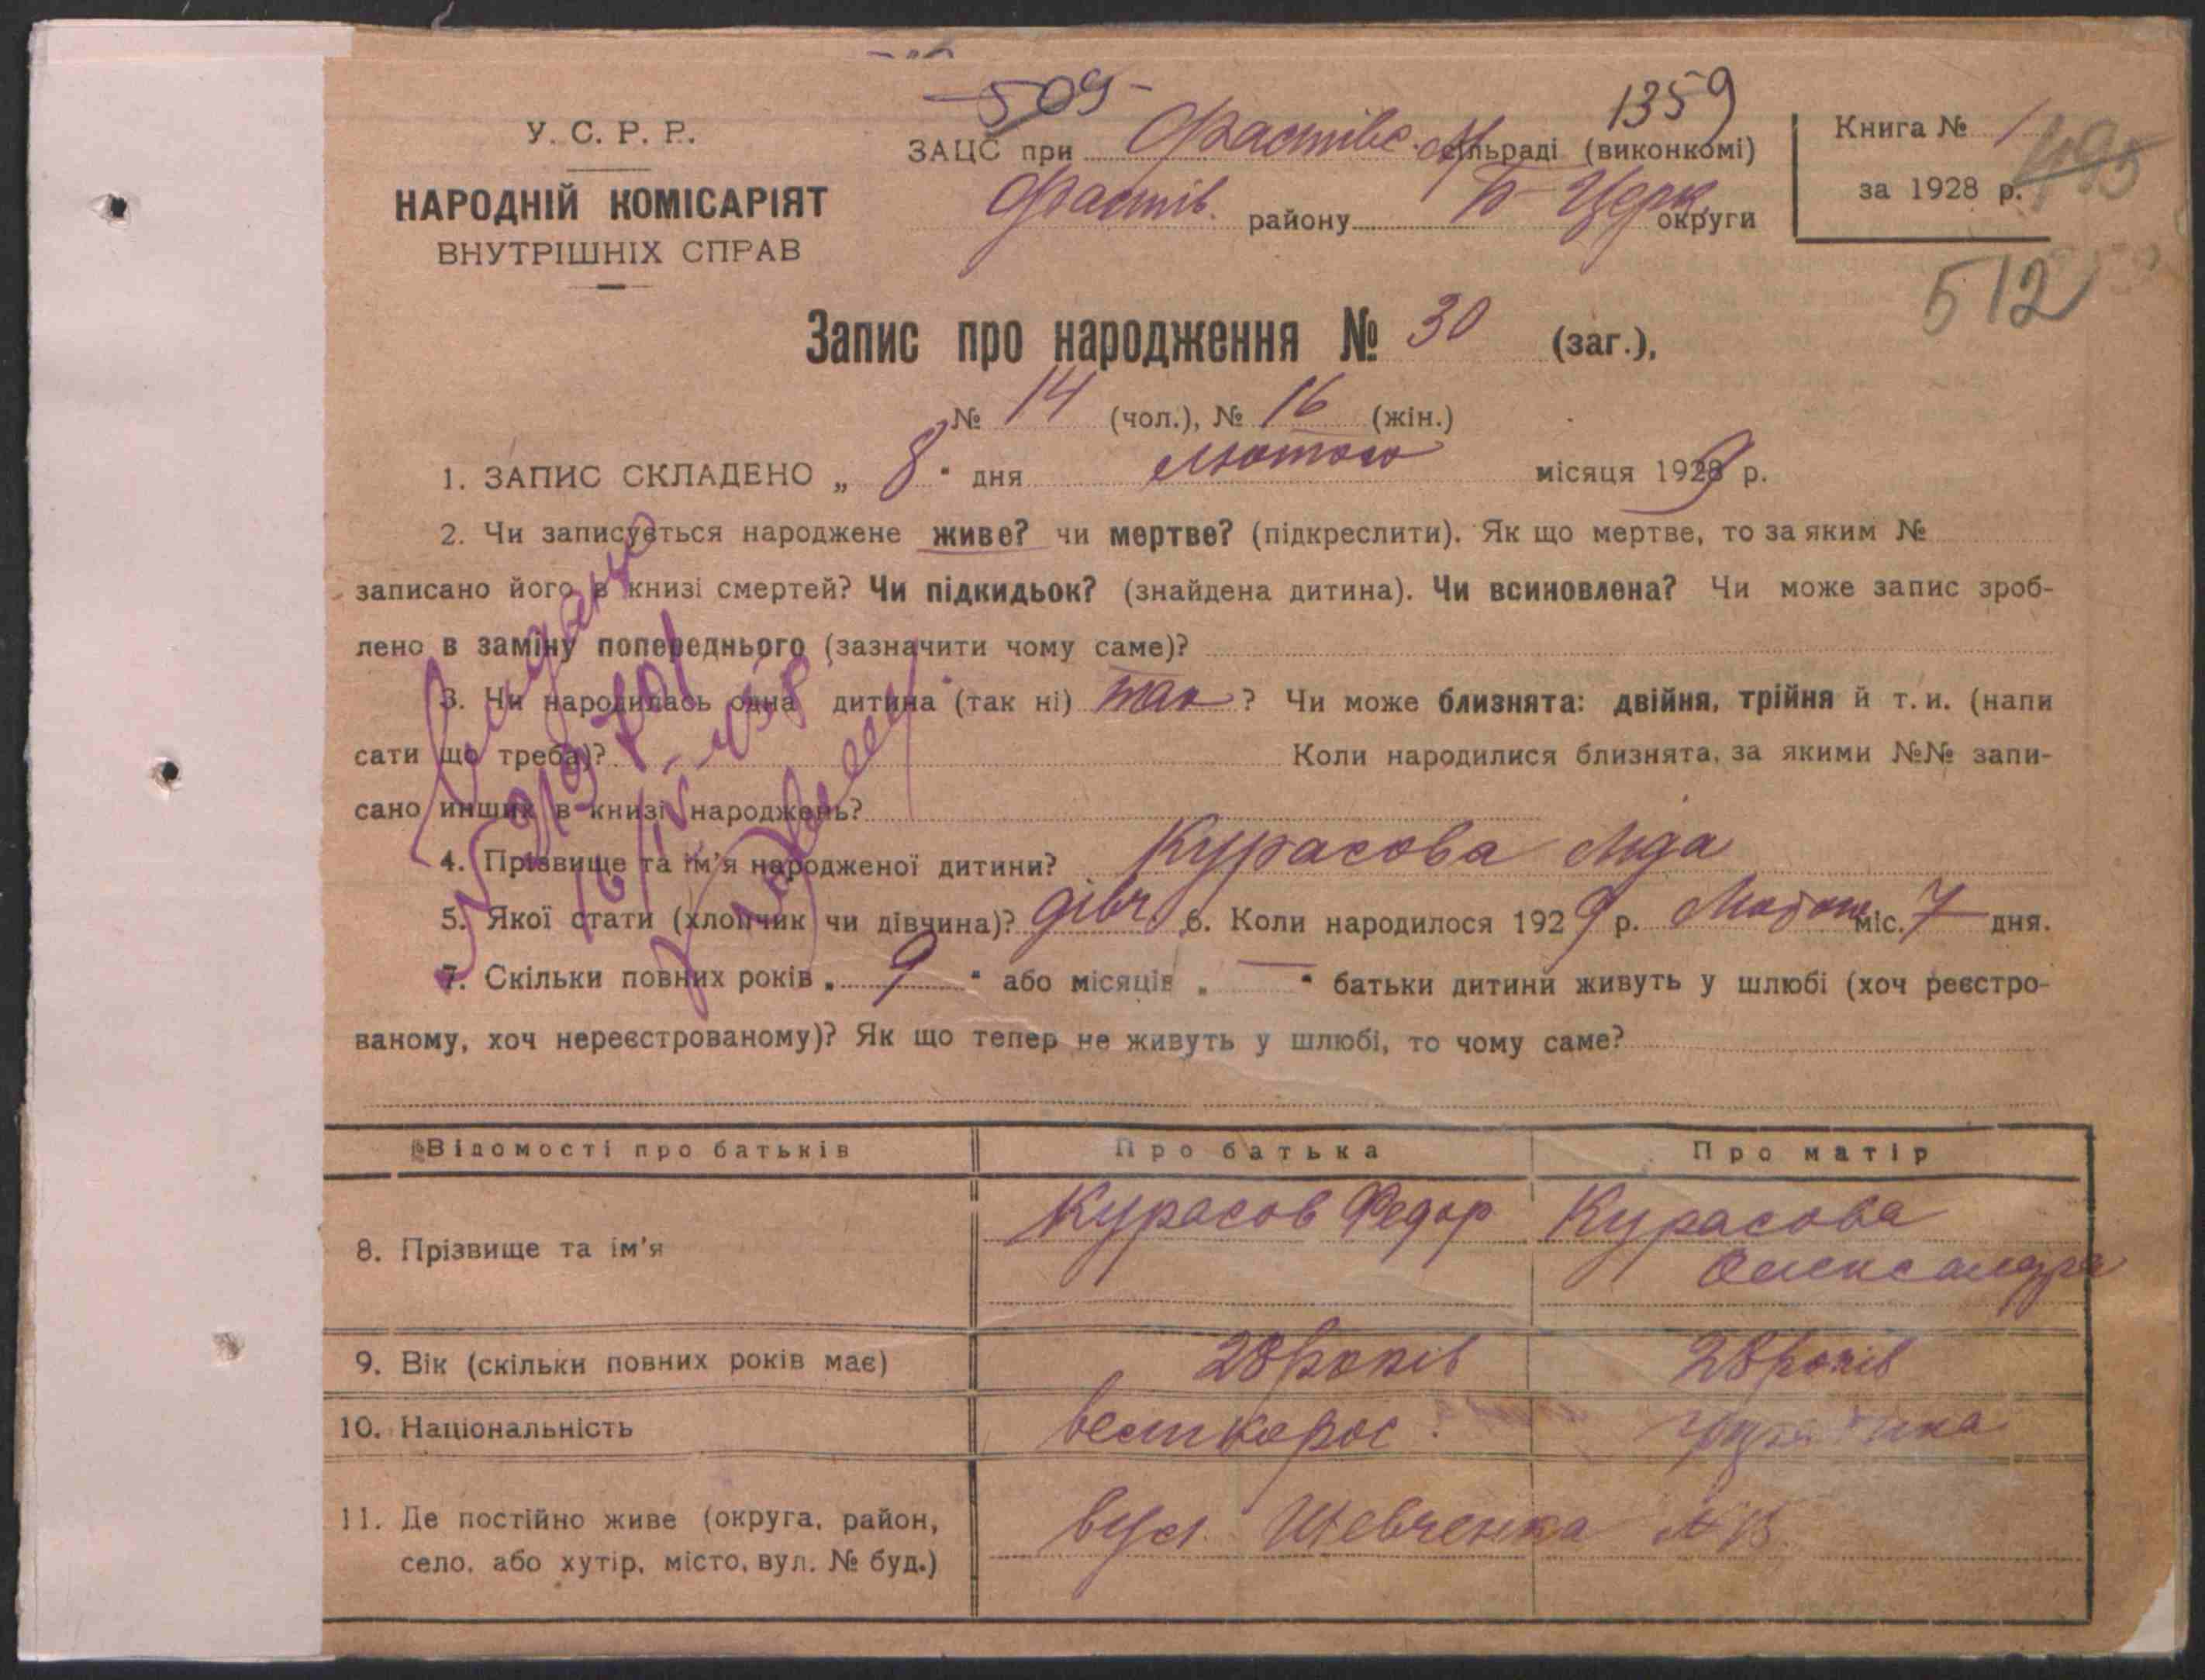 509
1359
У. С. Р. Р.
ЗАЦС при Фастівс. сільраді (виконкомі)
Книга № 1
495
НАРОДНІЙ КОМІСАРІЯТ
Фастів. району Б Церк. округи
за 1928 р.
ВНУТРІШНІХ СПРАВ
512
Запис про народження № 30 (заг.),
№ 14 (чол.), № 16 (жін.)
1. ЗАПИС СКЛАДЕНО „ 8 " дня лютого місяця 1929 р.
2. Чи записується народжене живе? чи мертве? (підкреслити). Як що мертве, то за яким №
записано його в книзі смертей? Чи підкидьок? (знайдена дитина). Чи всиновлена? Чи може запис зроб-
лено в заміну попереднього (зазначити чому саме)?
3. Чи народилась одна дитина (так ні) так ? Чи може близнята: двійня, трійня й т. и. (напи
сати що треба)? Коли народилися близнята, за якими №№ запи-
сано инших в книзі народжень?
4. Прізвище та ім'я народженої дитини? Курасова Ліда
5. Якої стати (хлопчик чи дівчина)? дівч. 6. Коли народилося 1929 р. Лютого міс. 7 дня.
7. Скільки повних років „ 9 " або місяців „ — " батьки дитини живуть у шлюбі (хоч реєстро-
ваному, хоч нереєстрованому)? Як що тепер не живуть у шлюбі, то чому саме?
Відомості про батьків Про батька Про матір
8. Прізвище та ім'я Курасов Федор Курасова
Олександра
9. Вік (скільки повних років має) 28 років 28 років
10. Національність великорос
11. Де постійно живе (округа, район,
село, або хутір, місто, вул. № буд.) вул. Шевченка №